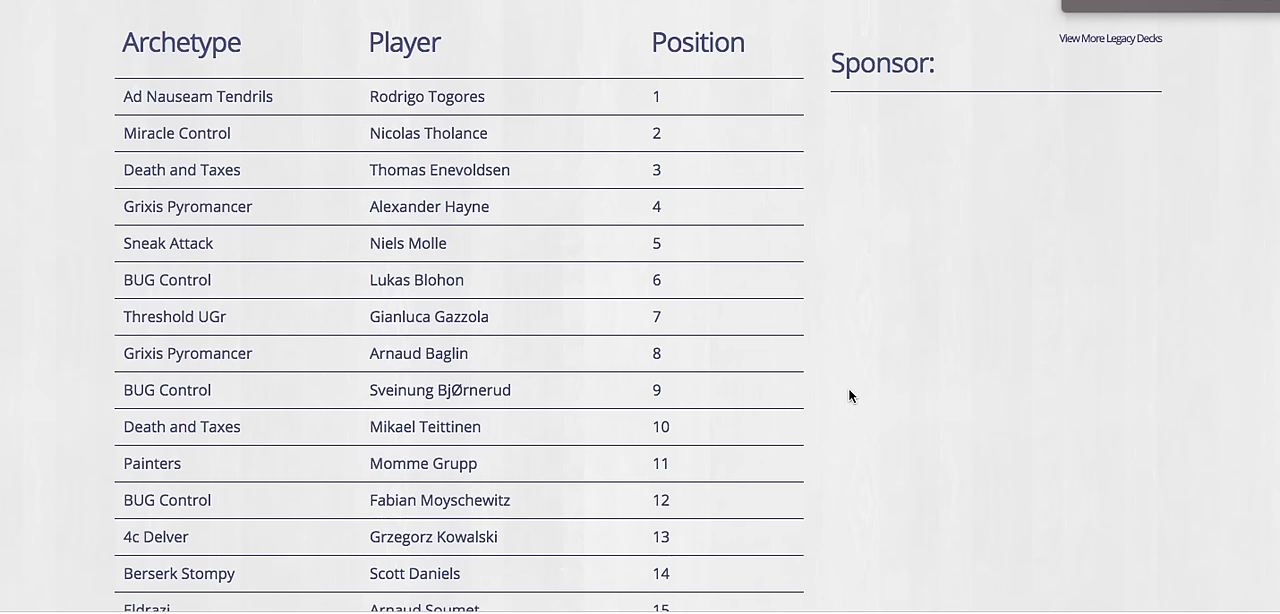 Archetype Player Position
Ad Nauseam Tendrils Rodrigo Togores 1
Miracle Control Nicolas Tholance 2
Death and Taxes Thomas Enevoldsen 3
Grixis Pyromancer Alexander Hayne 4
Sneak Attack Niels Molle 5
BUG Control Lukas Blohon 6
Threshold UGr Gianluca Gazzola 7
Grixis Pyromancer Arnaud Baglin 8
BUG Control Sveinung BjØrnerud 9
Death and Taxes Mikael Teittinen 10
Painters Momme Grupp 11
BUG Control Fabian Moyschewitz 12
4c Delver Grzegorz Kowalski 13
Berserk Stompy Scott Daniels 14
Eldrazi Arnaud Soumet 15
View More Legacy Decks
Sponsor: